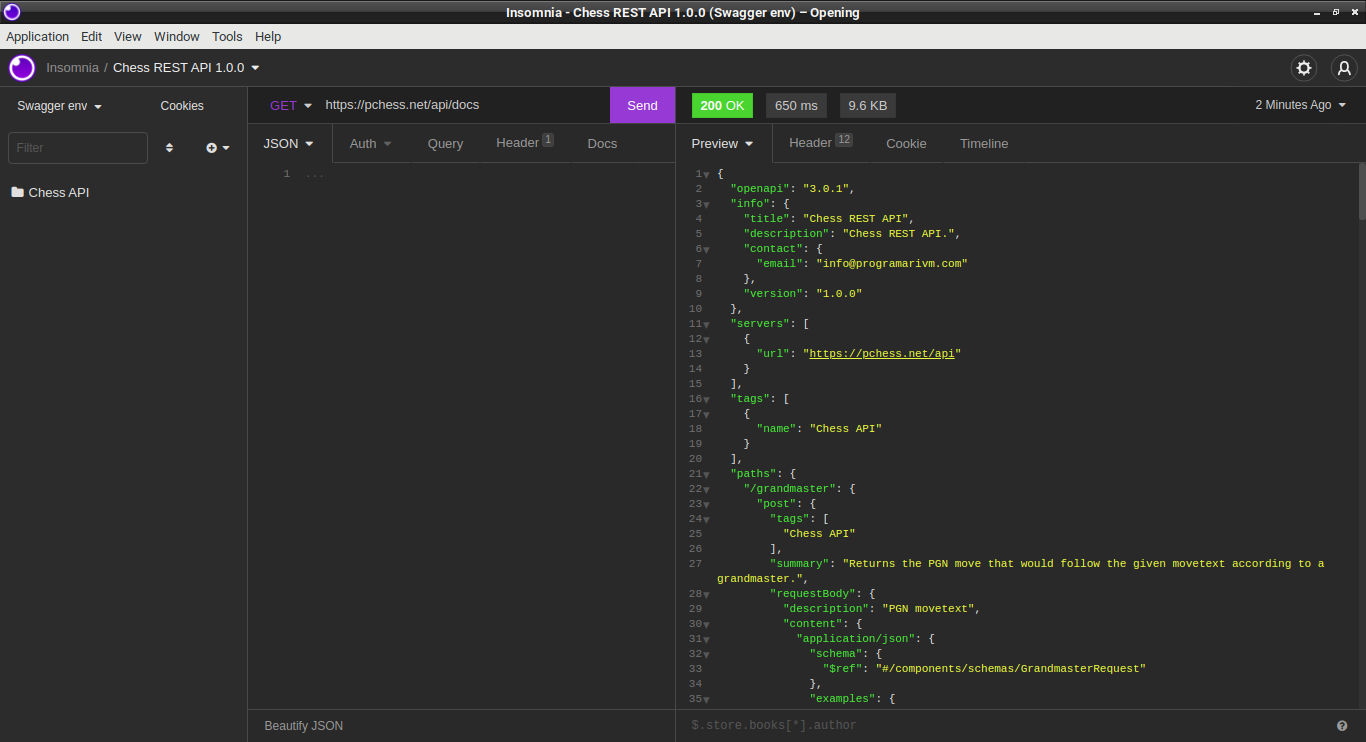 Insomnia - Chess REST API 1.0.0 (Swagger env) – Opening
Application Edit View Window Tools Help
Insomnia / Chess REST API 1.0.0
Swagger env Cookies
GET https://pchess.net/api/docs Send
200 OK 650 ms 9.6 KB 2 Minutes Ago
Filter
JSON Auth Query Header 1 Docs
Preview Header 12 Cookie Timeline
Chess API
1 ...
1 {
2 "openapi": "3.0.1",
3 "info": {
4 "title": "Chess REST API",
5 "description": "Chess REST API.",
6 "contact": {
7 "email": "info@programarivm.com"
8 },
9 "version": "1.0.0"
10 },
11 "servers": [
12 {
13 "url": "https://pchess.net/api"
14 }
15 ],
16 "tags": [
17 {
18 "name": "Chess API"
19 }
20 ],
21 "paths": {
22 "/grandmaster": {
23 "post": {
24 "tags": [
25 "Chess API"
26 ],
27 "summary": "Returns the PGN move that would follow the given movetext according to a
grandmaster.",
28 "requestBody": {
29 "description": "PGN movetext",
30 "content": {
31 "application/json": {
32 "schema": {
33 "$ref": "#/components/schemas/GrandmasterRequest"
34 },
35 "examples": {
Beautify JSON
$.store.books[*].author